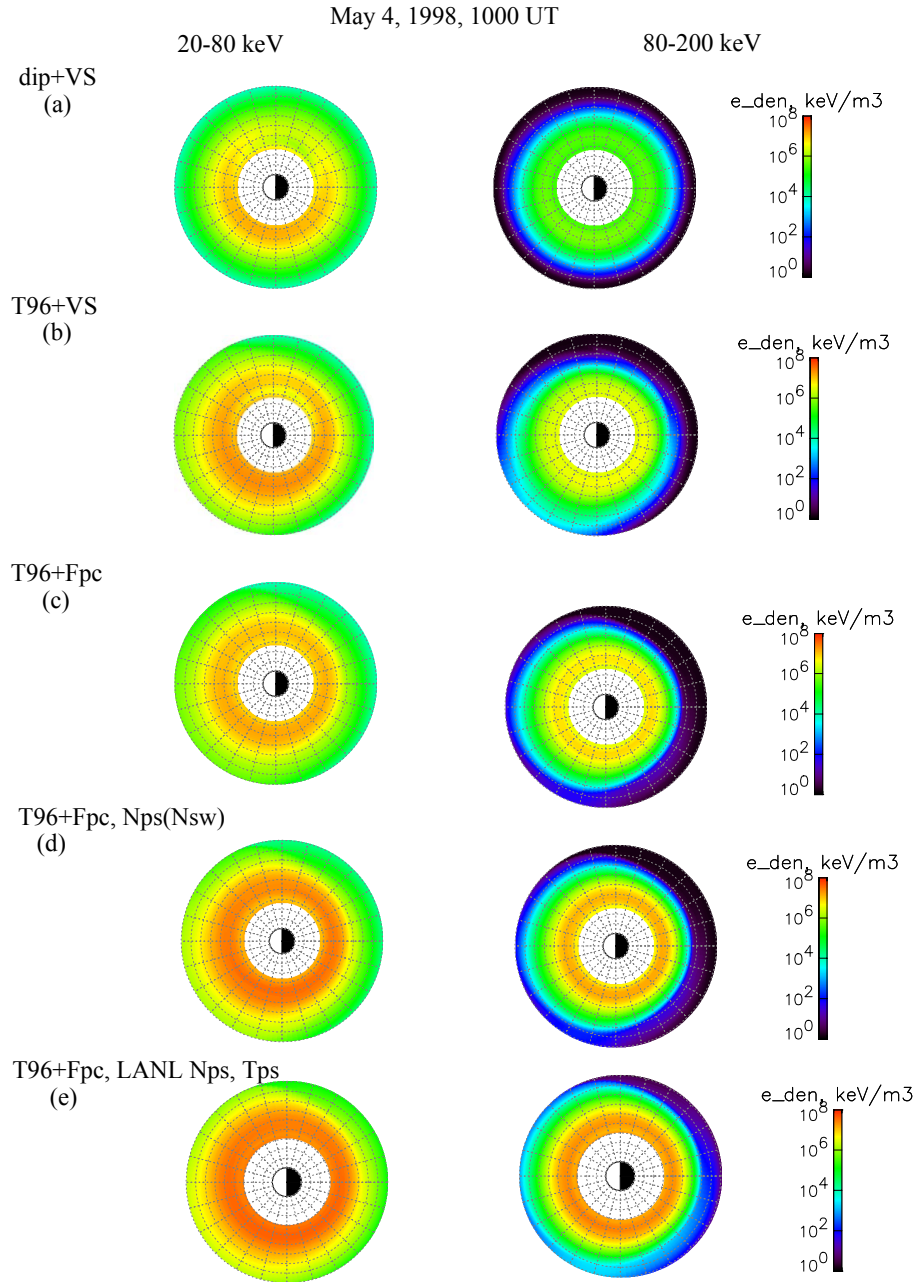 May 4, 1998, 1000 UT
20-80 keV
80-200 keV
dip+VS
(a)
e_den, keV/m3
10^8
10^6
10^4
10^2
10^0
T96+VS
(b)
e_den, keV/m3
10^8
10^6
10^4
10^2
10^0
T96+Fpc
(c)
e_den, keV/m3
10^8
10^6
10^4
10^2
10^0
T96+Fpc, Nps(Nsw)
(d)
e_den, keV/m3
10^8
10^6
10^4
10^2
10^0
T96+Fpc, LANL Nps, Tps
(e)
e_den, keV/m3
10^8
10^6
10^4
10^2
10^0